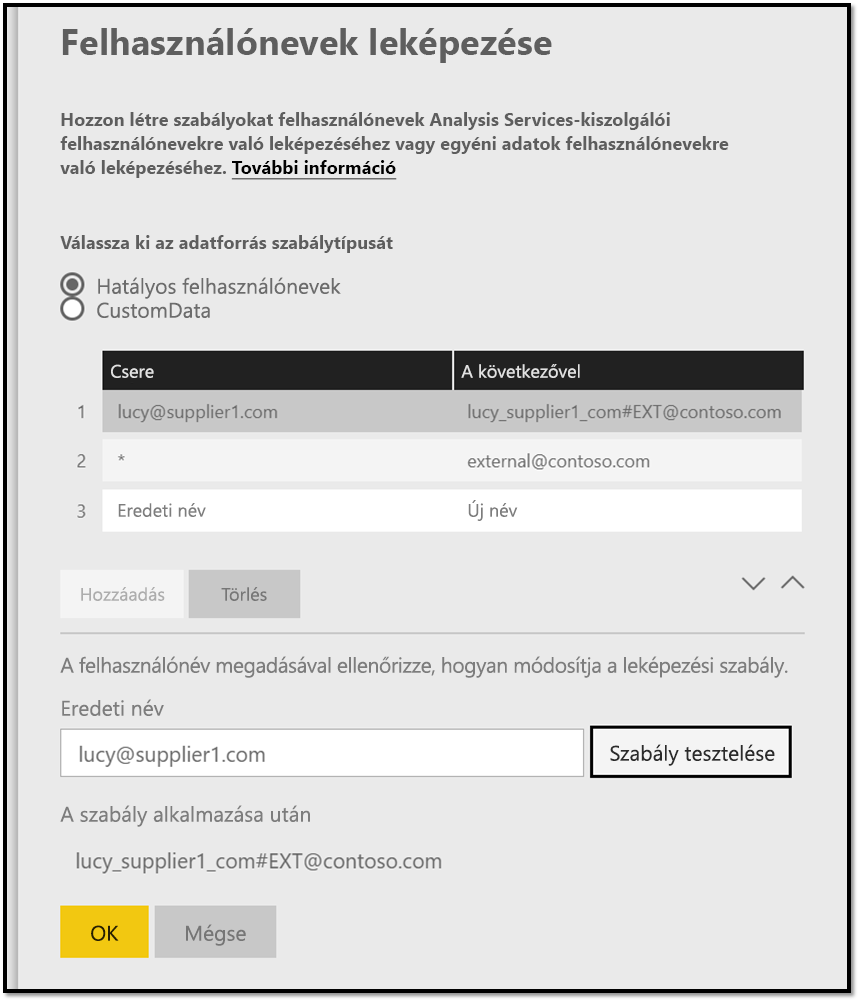 Felhasználónevek leképezése
Hozzon létre szabályokat felhasználónevek Analysis Services-kiszolgálói
felhasználónevekre való leképezéséhez vagy egyéni adatok felhasználónevekre
való leképezéséhez. További információ
Válassza ki az adatforrás szabálytípusát
Hatályos felhasználónevek
CustomData
Csere A következővel
1 lucy@supplier1.com lucy_supplier1_com#EXT@contoso.com
2 * external@contoso.com
3 Eredeti név Új név
Hozzáadás Törlés
A felhasználónév megadásával ellenőrizze, hogyan módosítja a leképezési szabály.
Eredeti név
lucy@supplier1.com Szabály tesztelése
A szabály alkalmazása után
lucy_supplier1_com#EXT@contoso.com
OK Mégse